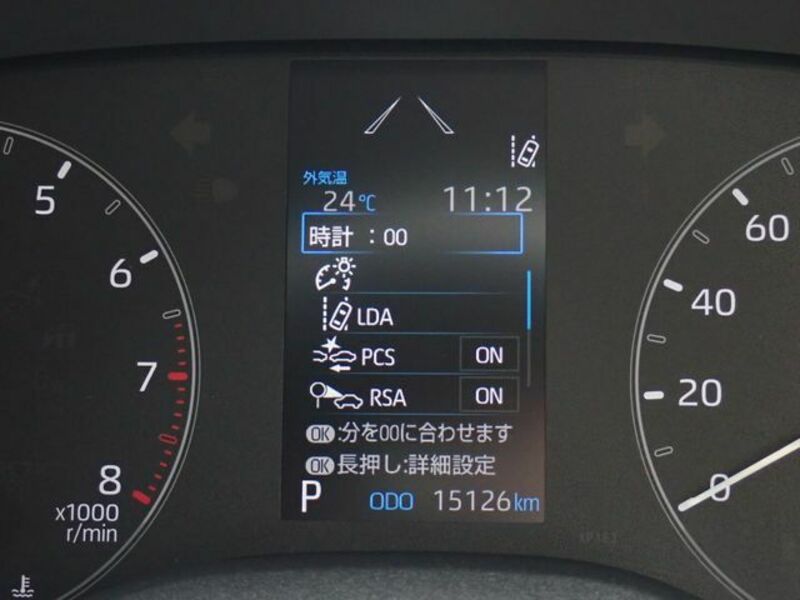 外気温
24℃ 11:12
時計 :00
LDA
PCS ON
RSA ON
OK:分を00に合わせます
OK長押し:詳細設定
P ODO 15126km
5
6
7
8
x1000
r/min
60
40
20
0